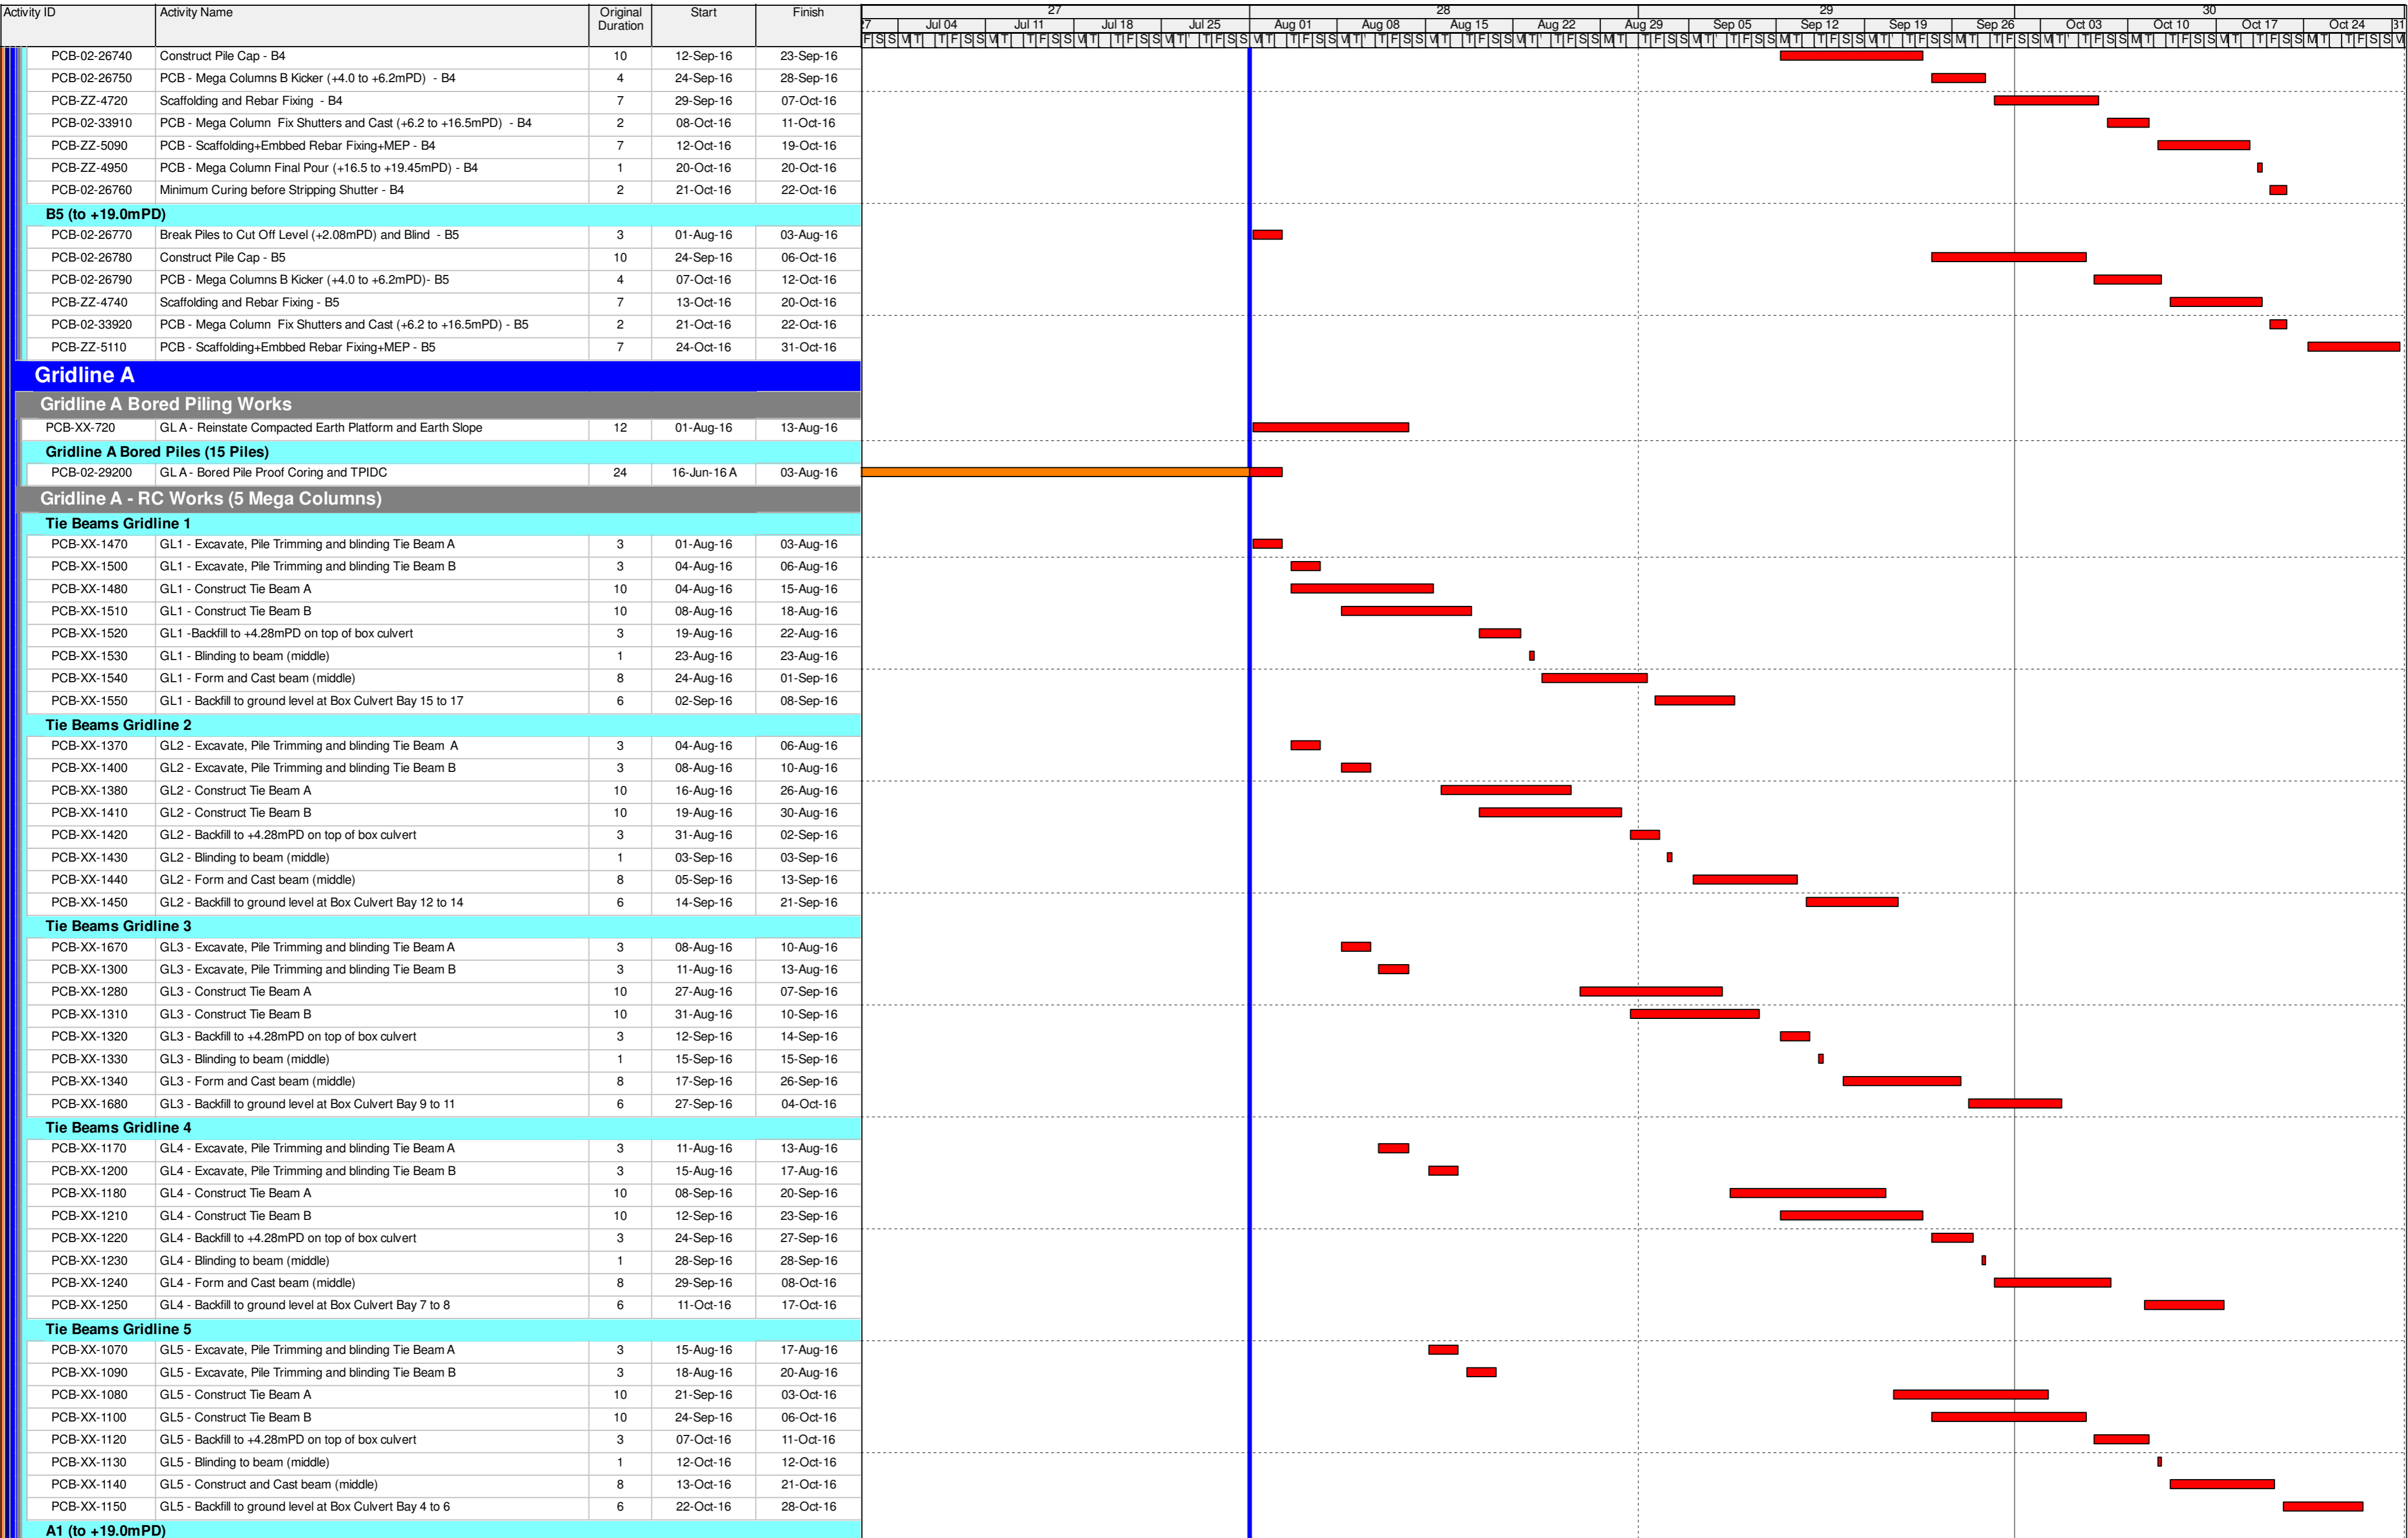 Activity ID Activity Name Original Duration Start Finish
27 28 29 30
27 Jul 04 Jul 11 Jul 18 Jul 25 Aug 01 Aug 08 Aug 15 Aug 22 Aug 29 Sep 05 Sep 12 Sep 19 Sep 26 Oct 03 Oct 10 Oct 17 Oct 24 31
PCB-02-26740 Construct Pile Cap - B4 10 12-Sep-16 23-Sep-16
PCB-02-26750 PCB - Mega Columns B Kicker (+4.0 to +6.2mPD) - B4 4 24-Sep-16 28-Sep-16
PCB-ZZ-4720 Scaffolding and Rebar Fixing - B4 7 29-Sep-16 07-Oct-16
PCB-02-33910 PCB - Mega Column Fix Shutters and Cast (+6.2 to +16.5mPD) - B4 2 08-Oct-16 11-Oct-16
PCB-ZZ-5090 PCB - Scaffolding+Embbed Rebar Fixing+MEP - B4 7 12-Oct-16 19-Oct-16
PCB-ZZ-4950 PCB - Mega Column Final Pour (+16.5 to +19.45mPD) - B4 1 20-Oct-16 20-Oct-16
PCB-02-26760 Minimum Curing before Stripping Shutter - B4 2 21-Oct-16 22-Oct-16
B5 (to +19.0mPD)
PCB-02-26770 Break Piles to Cut Off Level (+2.08mPD) and Blind - B5 3 01-Aug-16 03-Aug-16
PCB-02-26780 Construct Pile Cap - B5 10 24-Sep-16 06-Oct-16
PCB-02-26790 PCB - Mega Columns B Kicker (+4.0 to +6.2mPD)- B5 4 07-Oct-16 12-Oct-16
PCB-ZZ-4740 Scaffolding and Rebar Fixing - B5 7 13-Oct-16 20-Oct-16
PCB-02-33920 PCB - Mega Column Fix Shutters and Cast (+6.2 to +16.5mPD) - B5 2 21-Oct-16 22-Oct-16
PCB-ZZ-5110 PCB - Scaffolding+Embbed Rebar Fixing+MEP - B5 7 24-Oct-16 31-Oct-16
Gridline A
Gridline A Bored Piling Works
PCB-XX-720 GL A - Reinstate Compacted Earth Platform and Earth Slope 12 01-Aug-16 13-Aug-16
Gridline A Bored Piles (15 Piles)
PCB-02-29200 GL A - Bored Pile Proof Coring and TPIDC 24 16-Jun-16 A 03-Aug-16
Gridline A - RC Works (5 Mega Columns)
Tie Beams Gridline 1
PCB-XX-1470 GL1 - Excavate, Pile Trimming and blinding Tie Beam A 3 01-Aug-16 03-Aug-16
PCB-XX-1500 GL1 - Excavate, Pile Trimming and blinding Tie Beam B 3 04-Aug-16 06-Aug-16
PCB-XX-1480 GL1 - Construct Tie Beam A 10 04-Aug-16 15-Aug-16
PCB-XX-1510 GL1 - Construct Tie Beam B 10 08-Aug-16 18-Aug-16
PCB-XX-1520 GL1 -Backfill to +4.28mPD on top of box culvert 3 19-Aug-16 22-Aug-16
PCB-XX-1530 GL1 - Blinding to beam (middle) 1 23-Aug-16 23-Aug-16
PCB-XX-1540 GL1 - Form and Cast beam (middle) 8 24-Aug-16 01-Sep-16
PCB-XX-1550 GL1 - Backfill to ground level at Box Culvert Bay 15 to 17 6 02-Sep-16 08-Sep-16
Tie Beams Gridline 2
PCB-XX-1370 GL2 - Excavate, Pile Trimming and blinding Tie Beam A 3 04-Aug-16 06-Aug-16
PCB-XX-1400 GL2 - Excavate, Pile Trimming and blinding Tie Beam B 3 08-Aug-16 10-Aug-16
PCB-XX-1380 GL2 - Construct Tie Beam A 10 16-Aug-16 26-Aug-16
PCB-XX-1410 GL2 - Construct Tie Beam B 10 19-Aug-16 30-Aug-16
PCB-XX-1420 GL2 - Backfill to +4.28mPD on top of box culvert 3 31-Aug-16 02-Sep-16
PCB-XX-1430 GL2 - Blinding to beam (middle) 1 03-Sep-16 03-Sep-16
PCB-XX-1440 GL2 - Form and Cast beam (middle) 8 05-Sep-16 13-Sep-16
PCB-XX-1450 GL2 - Backfill to ground level at Box Culvert Bay 12 to 14 6 14-Sep-16 21-Sep-16
Tie Beams Gridline 3
PCB-XX-1670 GL3 - Excavate, Pile Trimming and blinding Tie Beam A 3 08-Aug-16 10-Aug-16
PCB-XX-1300 GL3 - Excavate, Pile Trimming and blinding Tie Beam B 3 11-Aug-16 13-Aug-16
PCB-XX-1280 GL3 - Construct Tie Beam A 10 27-Aug-16 07-Sep-16
PCB-XX-1310 GL3 - Construct Tie Beam B 10 31-Aug-16 10-Sep-16
PCB-XX-1320 GL3 - Backfill to +4.28mPD on top of box culvert 3 12-Sep-16 14-Sep-16
PCB-XX-1330 GL3 - Blinding to beam (middle) 1 15-Sep-16 15-Sep-16
PCB-XX-1340 GL3 - Form and Cast beam (middle) 8 17-Sep-16 26-Sep-16
PCB-XX-1680 GL3 - Backfill to ground level at Box Culvert Bay 9 to 11 6 27-Sep-16 04-Oct-16
Tie Beams Gridline 4
PCB-XX-1170 GL4 - Excavate, Pile Trimming and blinding Tie Beam A 3 11-Aug-16 13-Aug-16
PCB-XX-1200 GL4 - Excavate, Pile Trimming and blinding Tie Beam B 3 15-Aug-16 17-Aug-16
PCB-XX-1180 GL4 - Construct Tie Beam A 10 08-Sep-16 20-Sep-16
PCB-XX-1210 GL4 - Construct Tie Beam B 10 12-Sep-16 23-Sep-16
PCB-XX-1220 GL4 - Backfill to +4.28mPD on top of box culvert 3 24-Sep-16 27-Sep-16
PCB-XX-1230 GL4 - Blinding to beam (middle) 1 28-Sep-16 28-Sep-16
PCB-XX-1240 GL4 - Form and Cast beam (middle) 8 29-Sep-16 08-Oct-16
PCB-XX-1250 GL4 - Backfill to ground level at Box Culvert Bay 7 to 8 6 11-Oct-16 17-Oct-16
Tie Beams Gridline 5
PCB-XX-1070 GL5 - Excavate, Pile Trimming and blinding Tie Beam A 3 15-Aug-16 17-Aug-16
PCB-XX-1090 GL5 - Excavate, Pile Trimming and blinding Tie Beam B 3 18-Aug-16 20-Aug-16
PCB-XX-1080 GL5 - Construct Tie Beam A 10 21-Sep-16 03-Oct-16
PCB-XX-1100 GL5 - Construct Tie Beam B 10 24-Sep-16 06-Oct-16
PCB-XX-1120 GL5 - Backfill to +4.28mPD on top of box culvert 3 07-Oct-16 11-Oct-16
PCB-XX-1130 GL5 - Blinding to beam (middle) 1 12-Oct-16 12-Oct-16
PCB-XX-1140 GL5 - Construct and Cast beam (middle) 8 13-Oct-16 21-Oct-16
PCB-XX-1150 GL5 - Backfill to ground level at Box Culvert Bay 4 to 6 6 22-Oct-16 28-Oct-16
A1 (to +19.0mPD)